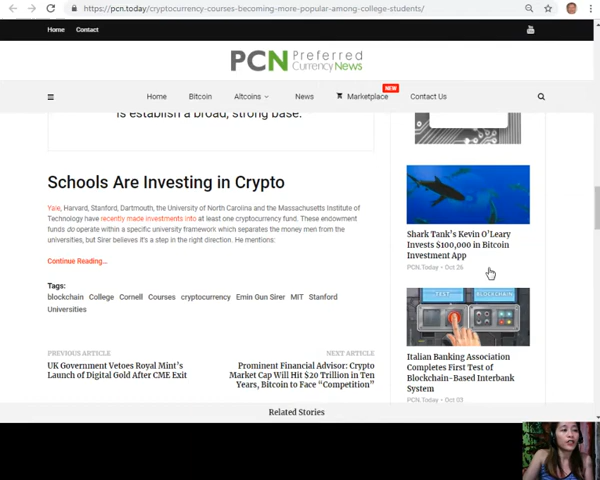 https://pcn.today/cryptocurrency-courses-becoming-more-popular-among-college-students/
Home Contact
PCN Preferred
Currency News
NEW
Home Bitcoin Altcoins News Marketplace Contact Us
is establish a broad, strong base.
Schools Are Investing in Crypto
Yale, Harvard, Stanford, Dartmouth, the University of North Carolina and the Massachusetts Institute of
Technology have recently made investments into at least one cryptocurrency fund. These endowment
funds do operate within a specific university framework which separates the money men from the
universities, but Sirer believes it's a step in the right direction. He mentions:
Continue Reading...
Tags:
blockchain College Cornell Courses cryptocurrency Emin Gun Sirer MIT Stanford
Universities
PREVIOUS ARTICLE
UK Government Vetoes Royal Mint's
Launch of Digital Gold After CME Exit
NEXT ARTICLE
Prominent Financial Advisor: Crypto
Market Cap Will Hit $20 Trillion in Ten
Years, Bitcoin to Face “Competition”
Shark Tank's Kevin O'Leary
Invests $100,000 in Bitcoin
Investment App
PCN.Today • Oct 26
TEST BLOCKCHAIN
Italian Banking Association
Completes First Test of
Blockchain-Based Interbank
System
PCN.Today • Oct 03
Related Stories